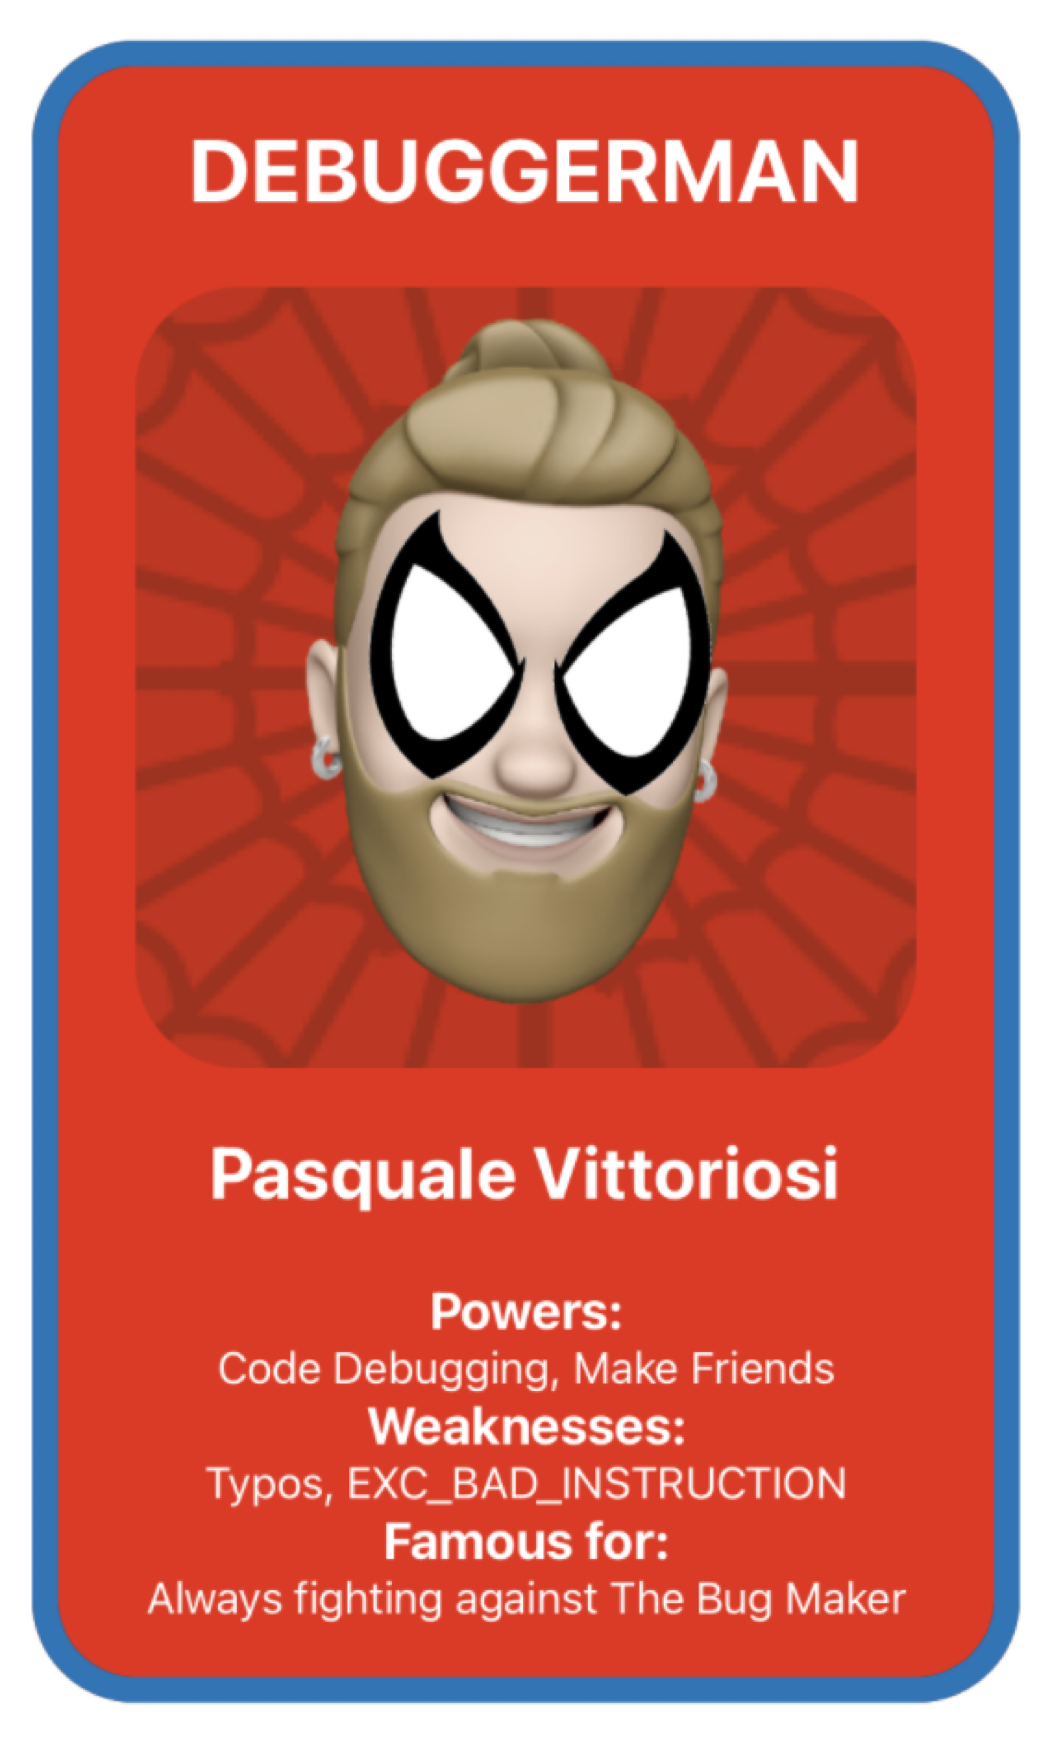 DEBUGGERMAN
Pasquale Vittoriosi
Powers:
Code Debugging, Make Friends
Weaknesses:
Typos, EXC_BAD_INSTRUCTION
Famous for:
Always fighting against The Bug Maker